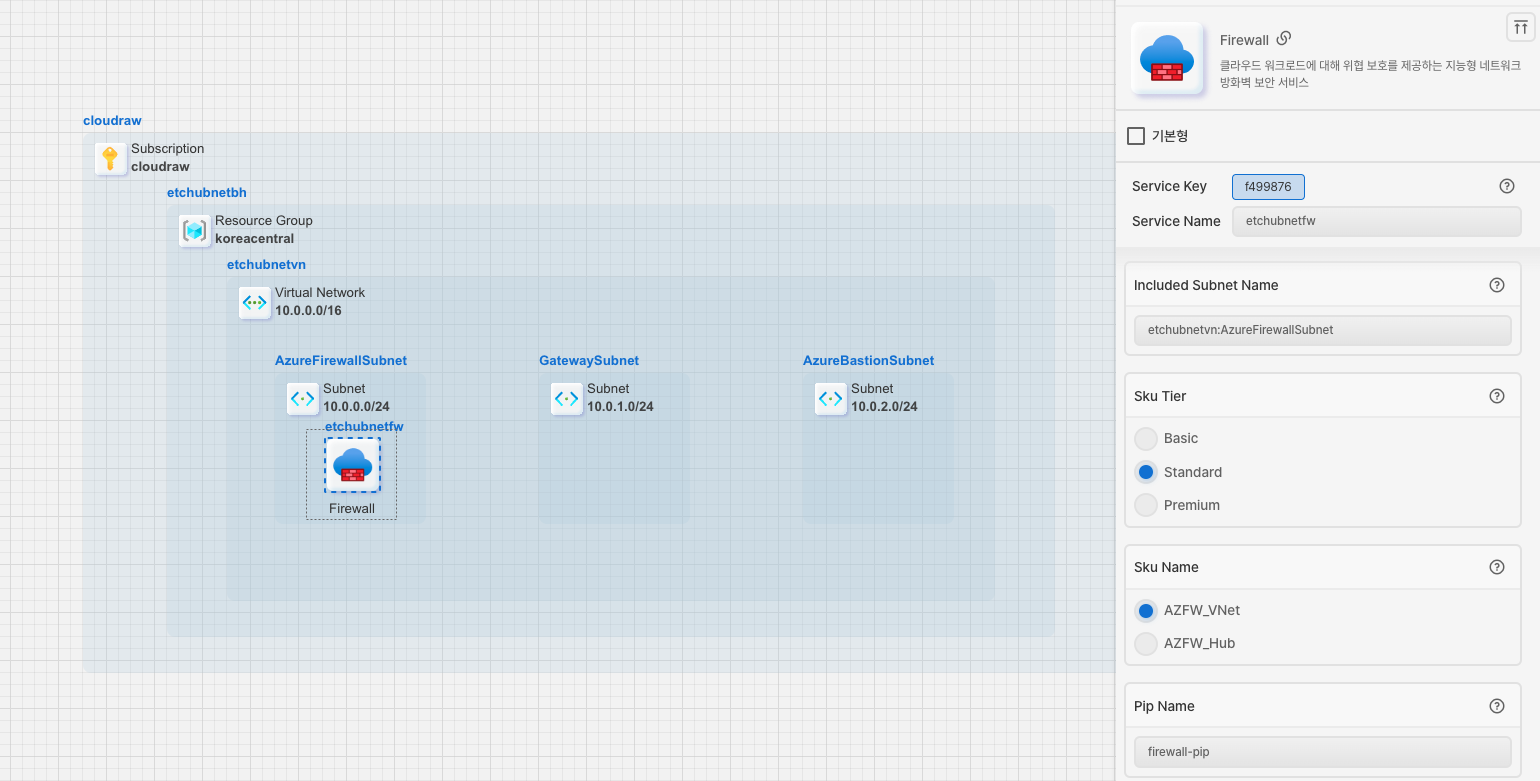 cloudraw
Subscription
cloudraw
etchubnetbh
Resource Group
koreacentral
etchubnetvn
Virtual Network
10.0.0.0/16
AzureFirewallSubnet
Subnet
10.0.0.0/24
etchubnetfw
Firewall
GatewaySubnet
Subnet
10.0.1.0/24
AzureBastionSubnet
Subnet
10.0.2.0/24
Firewall
클라우드 워크로드에 대해 위협 보호를 제공하는 지능형 네트워크
방화벽 보안 서비스
기본형
Service Key f499876
Service Name etchubnetfw
Included Subnet Name
etchubnetvn:AzureFirewallSubnet
Sku Tier
Basic
Standard
Premium
Sku Name
AZFW_VNet
AZFW_Hub
Pip Name
firewall-pip